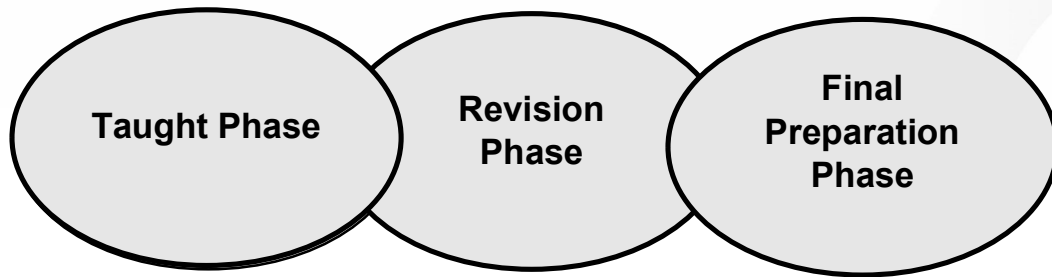 Taught Phase
Revision
Phase
Final
Preparation
Phase